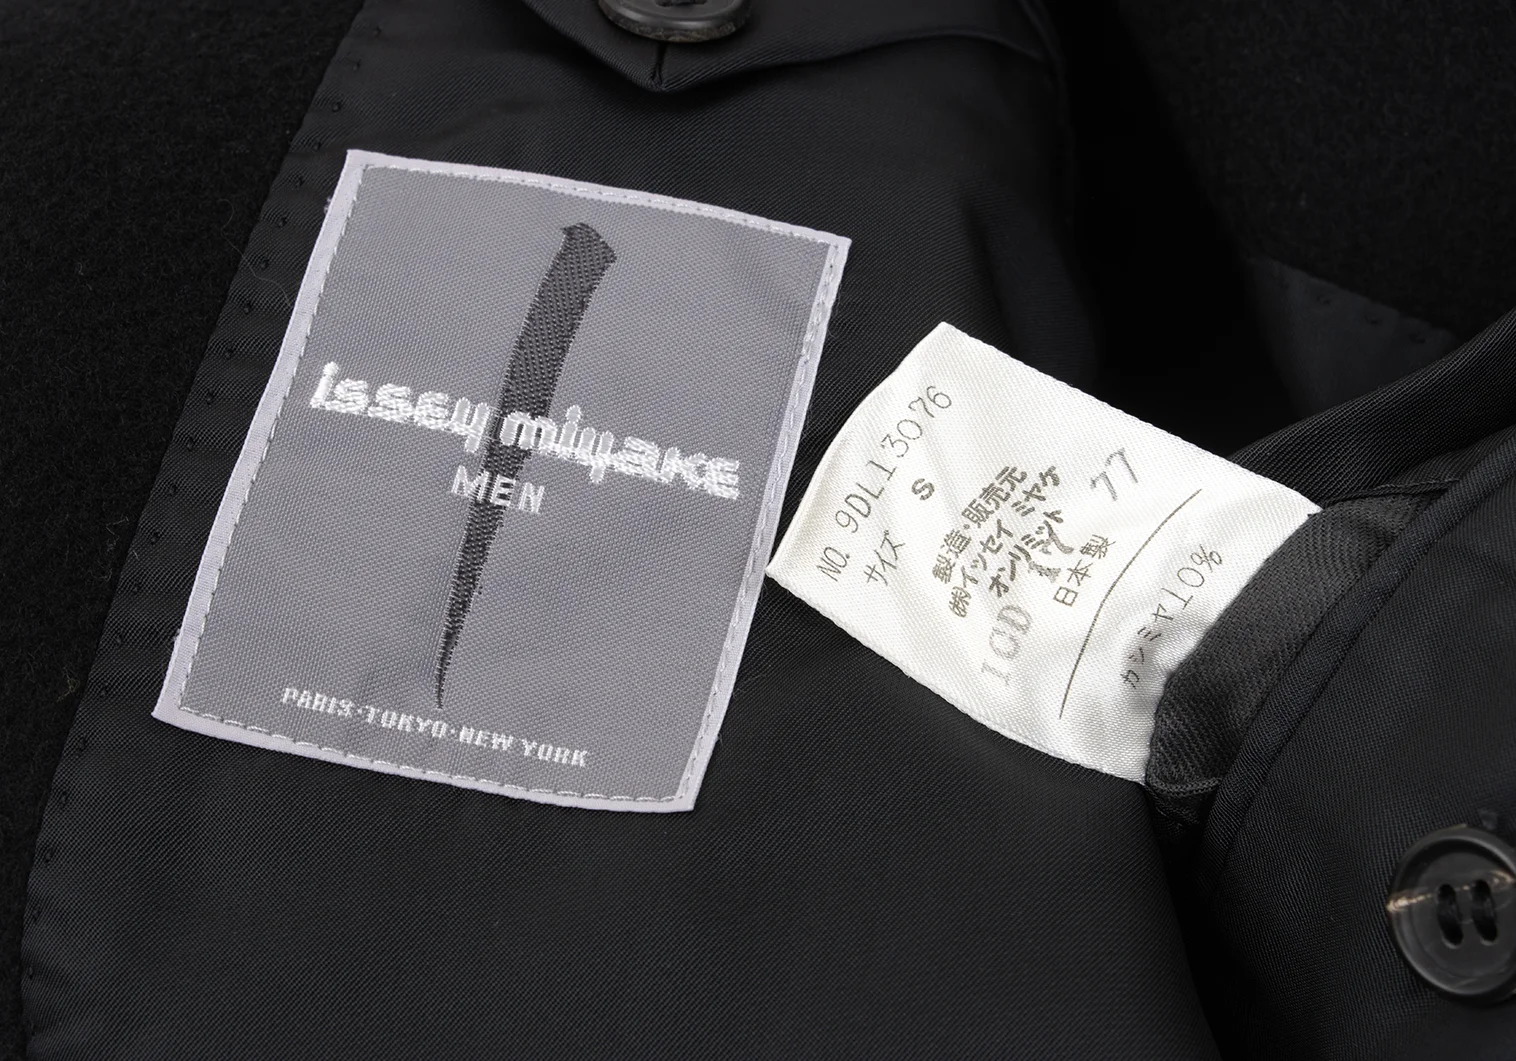 issey miyake
MEN
PARIS·TOKYO·NEW YORK
NO. 9DL13076
サイズ S
製造・販売元
㈱イッセイ ミヤケ
オンリミット
日本製
77
カシミヤ10%